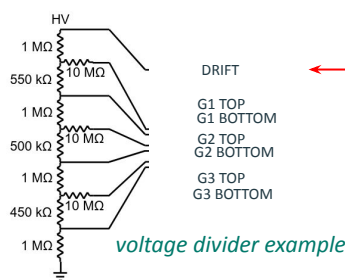 HV
1 MΩ
10 MΩ
550 kΩ
1 MΩ
10 MΩ
500 kΩ
1 MΩ
10 MΩ
450 kΩ
1 MΩ
DRIFT
G1 TOP
G1 BOTTOM
G2 TOP
G2 BOTTOM
G3 TOP
G3 BOTTOM
voltage divider example